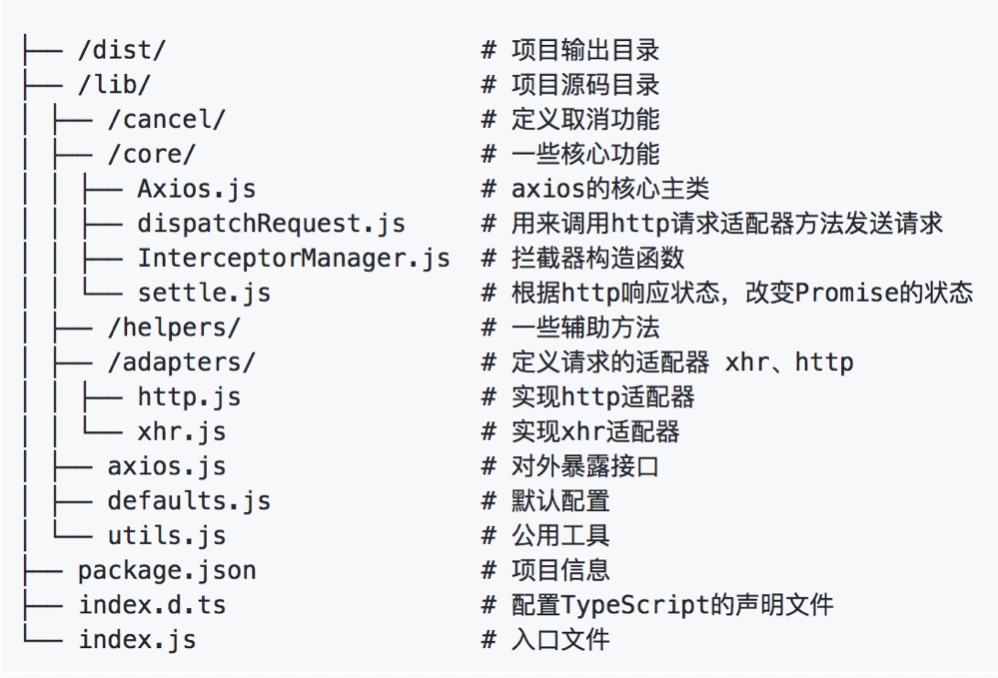 ├── /dist/                     # 项目输出目录
├── /lib/                      # 项目源码目录
│ ├── /cancel/                 # 定义取消功能
│ ├── /core/                   # 一些核心功能
│ │ ├── Axios.js               # axios的核心主类
│ │ ├── dispatchRequest.js     # 用来调用http请求适配器方法发送请求
│ │ ├── InterceptorManager.js  # 拦截器构造函数
│ │ └── settle.js              # 根据http响应状态，改变Promise的状态
│ ├── /helpers/                # 一些辅助方法
│ ├── /adapters/               # 定义请求的适配器 xhr、http
│ │ ├── http.js                # 实现http适配器
│ │ └── xhr.js                 # 实现xhr适配器
│ ├── axios.js                 # 对外暴露接口
│ ├── defaults.js              # 默认配置
│ └── utils.js                 # 公用工具
├── package.json               # 项目信息
├── index.d.ts                 # 配置TypeScript的声明文件
└── index.js                   # 入口文件